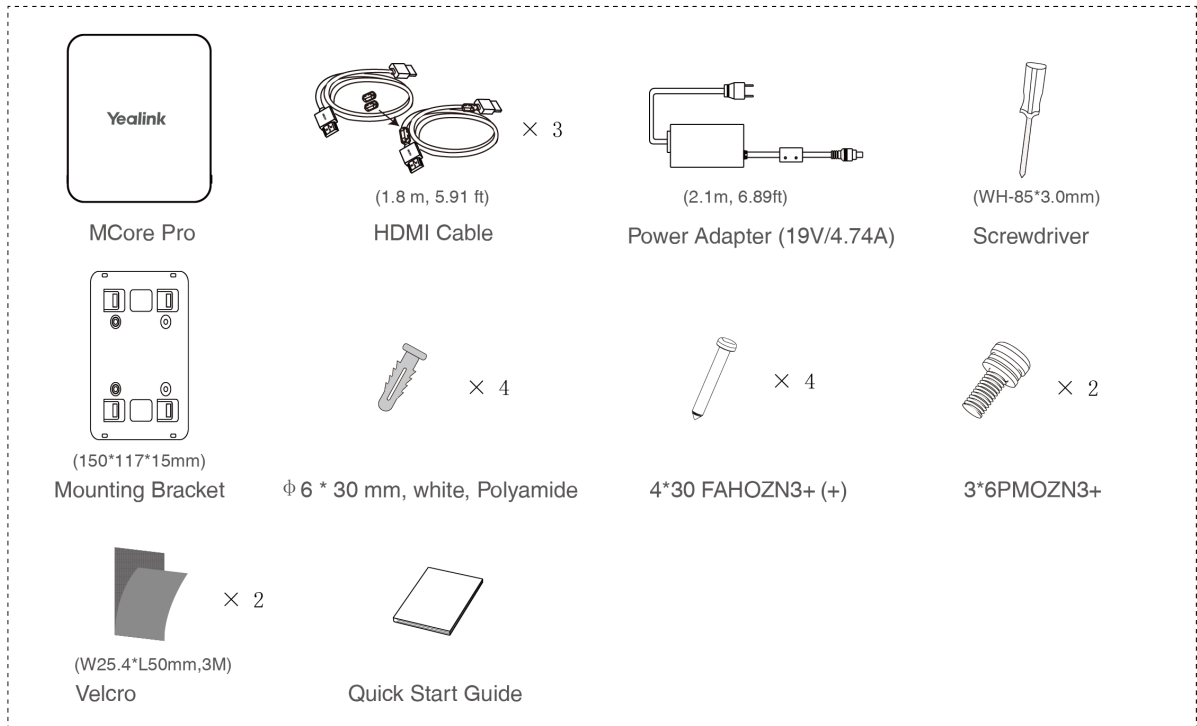 Yealink
× 3
(1.8 m, 5.91 ft)
(2.1m, 6.89ft)
(WH-85*3.0mm)
MCore Pro
HDMI Cable
Power Adapter (19V/4.74A)
Screwdriver
× 4
× 4
× 2
(150*117*15mm)
Mounting Bracket
Φ6 * 30 mm, white, Polyamide
4*30 FAHOZN3+ (+)
3*6PMOZN3+
× 2
(W25.4*L50mm,3M)
Velcro
Quick Start Guide